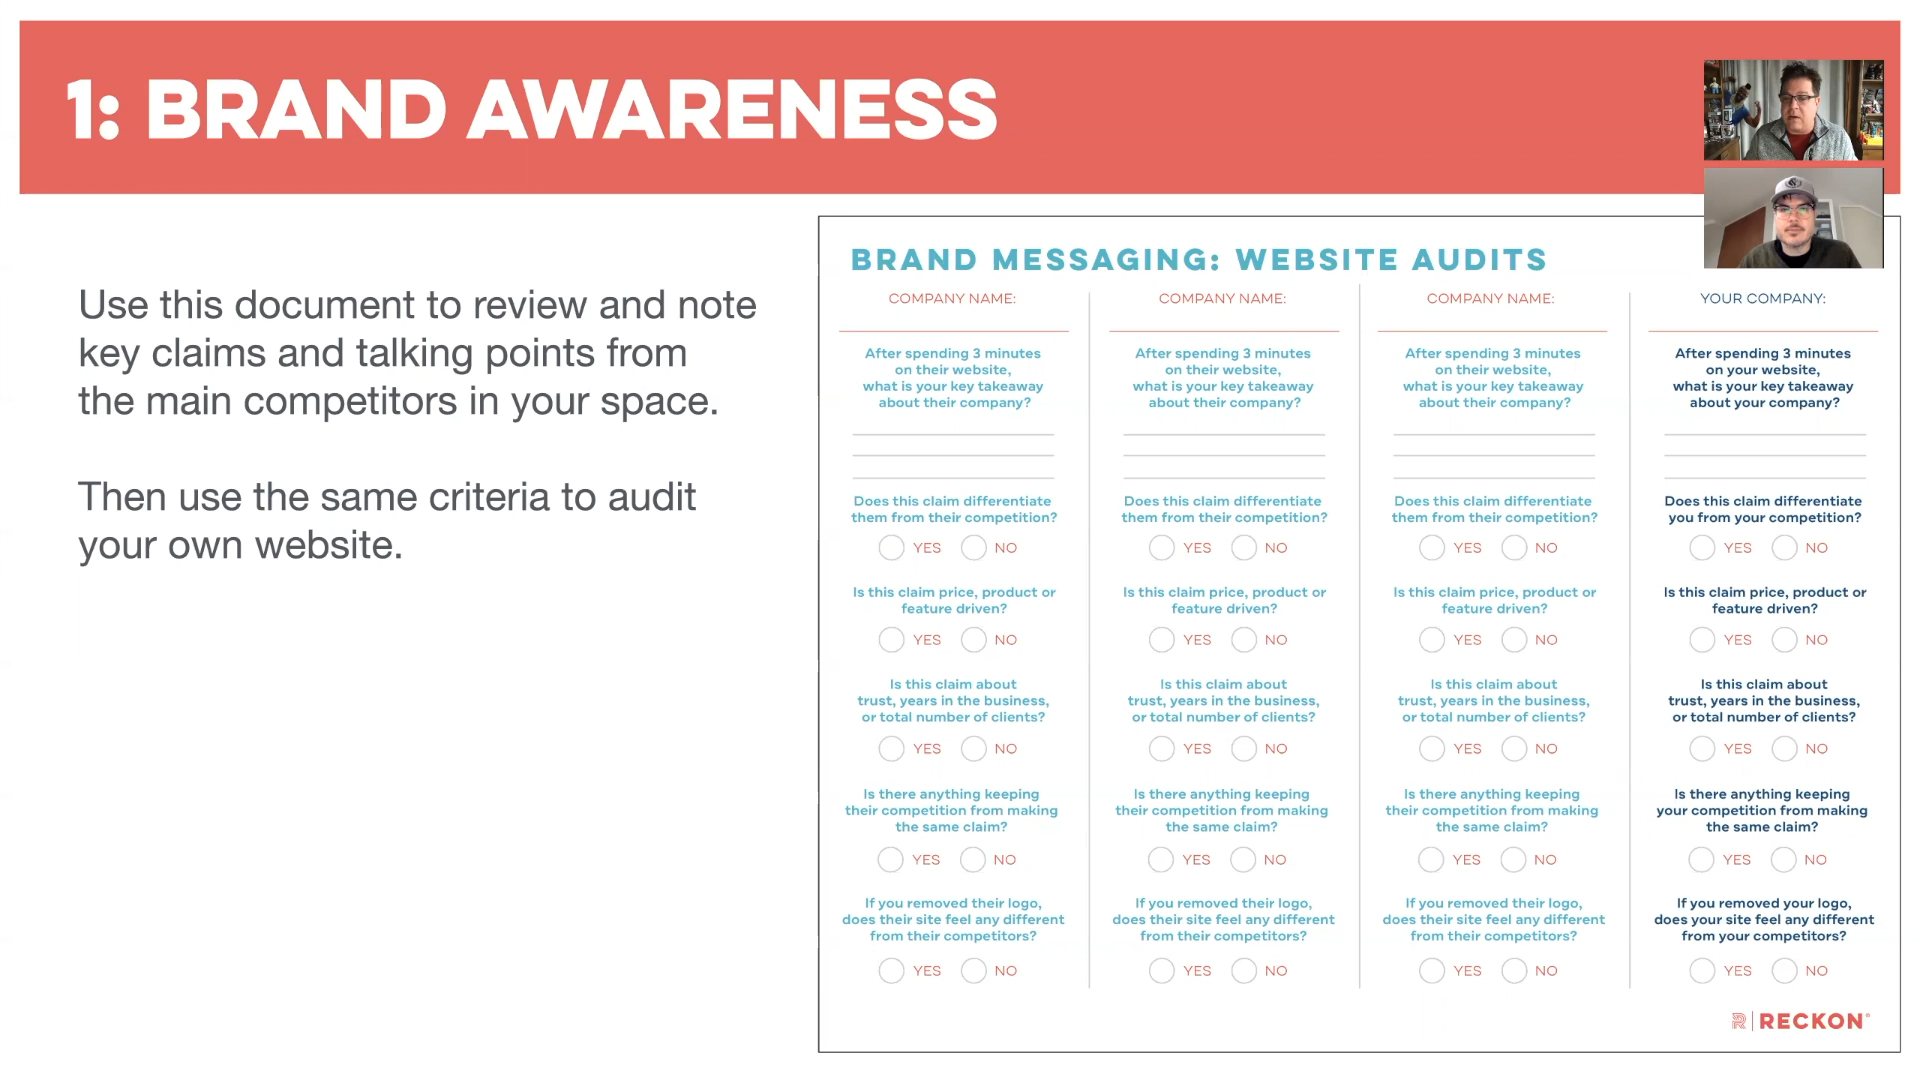 1: BRAND AWARENESS
Use this document to review and note
key claims and talking points from
the main competitors in your space.
Then use the same criteria to audit
your own website.
BRAND MESSAGING: WEBSITE AUDITS
COMPANY NAME:
After spending 3 minutes
on their website,
what is your key takeaway
about their company?
Does this claim differentiate
them from their competition?
YES NO
Is this claim price, product or
feature driven?
YES NO
Is this claim about
trust, years in the business,
or total number of clients?
YES NO
Is there anything keeping
their competition from making
the same claim?
YES NO
If you removed their logo,
does their site feel any different
from their competitors?
YES NO
COMPANY NAME:
After spending 3 minutes
on their website,
what is your key takeaway
about their company?
Does this claim differentiate
them from their competition?
YES NO
Is this claim price, product or
feature driven?
YES NO
Is this claim about
trust, years in the business,
or total number of clients?
YES NO
Is there anything keeping
their competition from making
the same claim?
YES NO
If you removed their logo,
does their site feel any different
from their competitors?
YES NO
COMPANY NAME:
After spending 3 minutes
on their website,
what is your key takeaway
about their company?
Does this claim differentiate
them from their competition?
YES NO
Is this claim price, product or
feature driven?
YES NO
Is this claim about
trust, years in the business,
or total number of clients?
YES NO
Is there anything keeping
their competition from making
the same claim?
YES NO
If you removed their logo,
does their site feel any different
from their competitors?
YES NO
YOUR COMPANY:
After spending 3 minutes
on your website,
what is your key takeaway
about your company?
Does this claim differentiate
you from your competition?
YES NO
Is this claim price, product or
feature driven?
YES NO
Is this claim about
trust, years in the business,
or total number of clients?
YES NO
Is there anything keeping
your competition from making
the same claim?
YES NO
If you removed your logo,
does your site feel any different
from your competitors?
YES NO
R | RECKON®